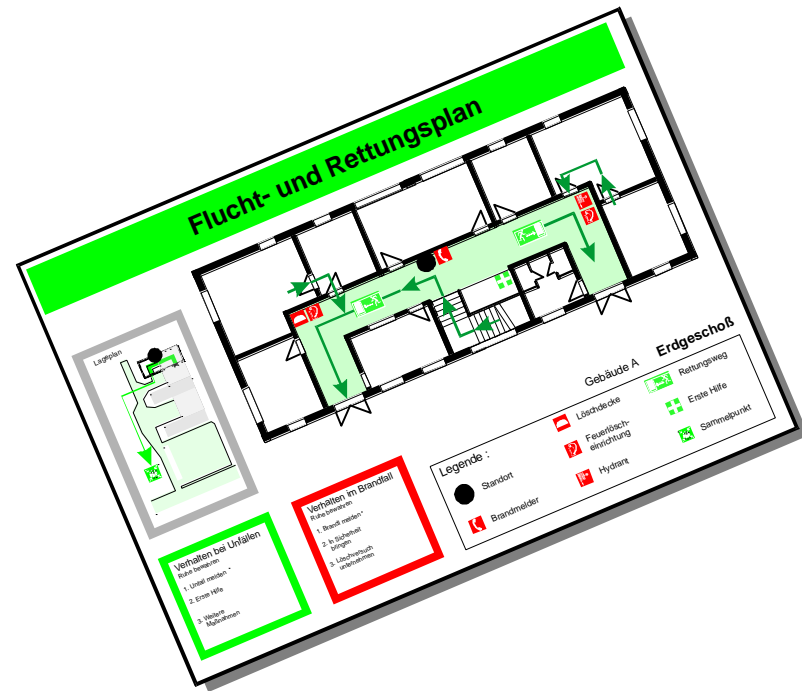 Flucht- und Rettungsplan
Lageplan
Gebäude A
Erdgeschoß
Legende :
Standort
Brandmelder
Löschdecke
Feuerlösch-
einrichtung
Hydrant
Rettungsweg
Erste Hilfe
Sammelpunkt
Verhalten im Brandfall
Ruhe bewahren
1. Brand melden*
2. In Sicherheit
bringen
3. Löschversuch
unternehmen
Verhalten bei Unfällen
Ruhe bewahren
1. Unfall melden *
2. Erste Hilfe
3. Weitere
Maßnahmen